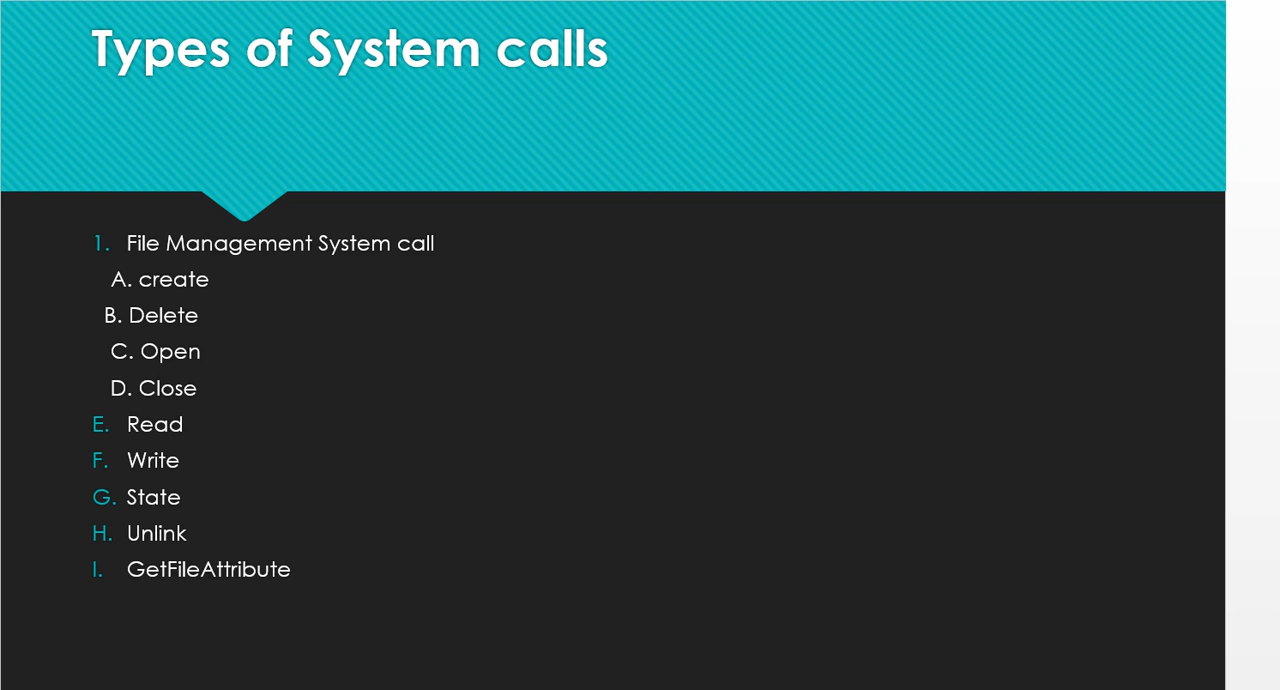 Types of System calls
1. File Management System call
A. create
B. Delete
C. Open
D. Close
E. Read
F. Write
G. State
H. Unlink
I. GetFileAttribute